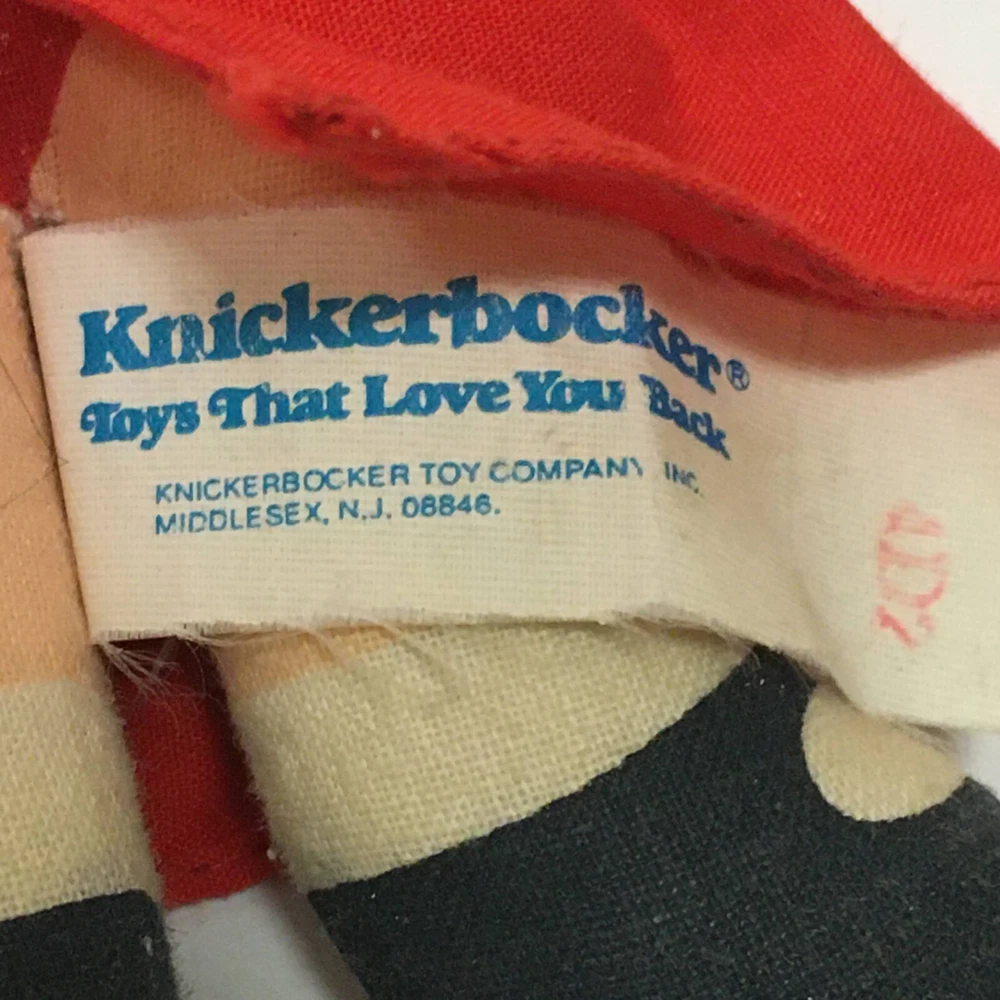 Knickerbocker®
Toys That Love You Back
KNICKERBOCKER TOY COMPANY INC.
MIDDLESEX, N.J. 08846.